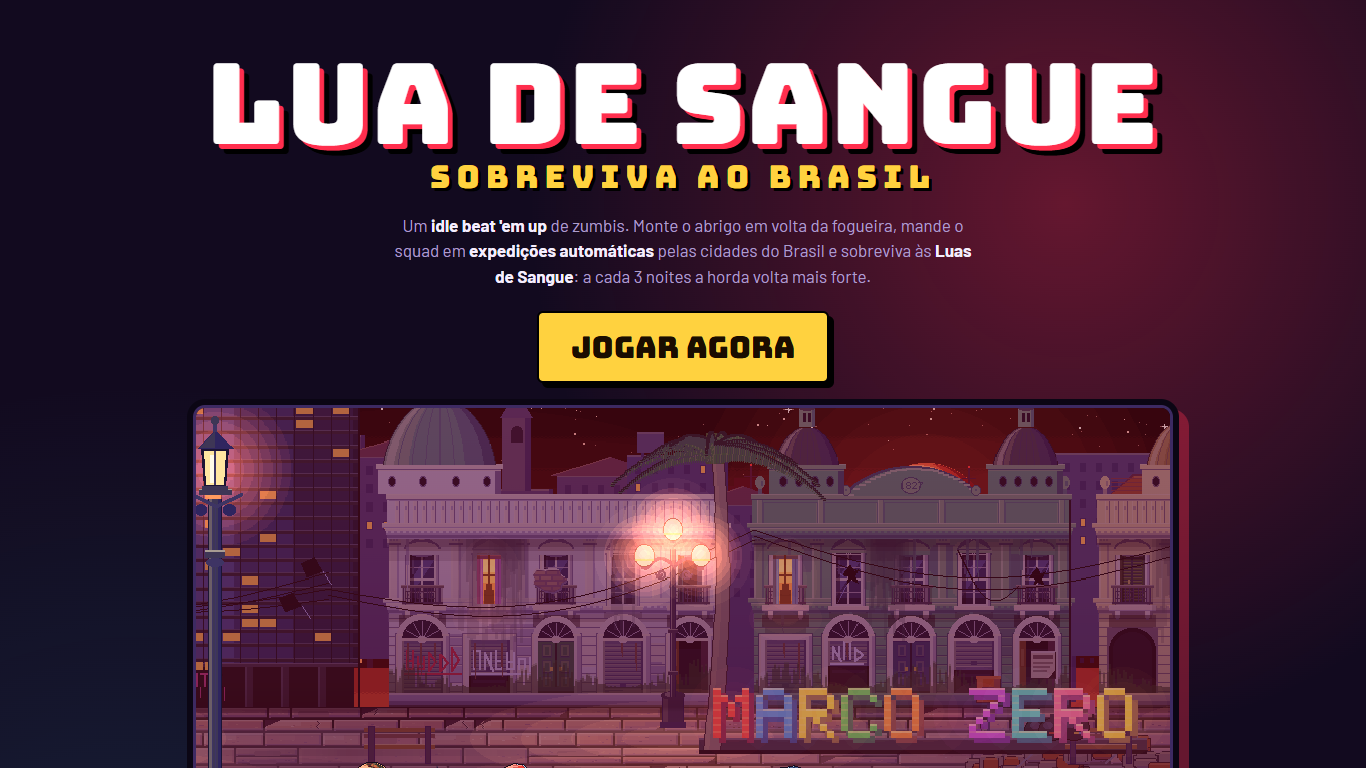 LUA DE SANGUE
SOBREVIVA AO BRASIL
Um idle beat 'em up de zumbis. Monte o abrigo em volta da fogueira, mande o
squad em expedições automáticas pelas cidades do Brasil e sobreviva às Luas
de Sangue: a cada 3 noites a horda volta mais forte.
JOGAR AGORA
MARCO ZERO